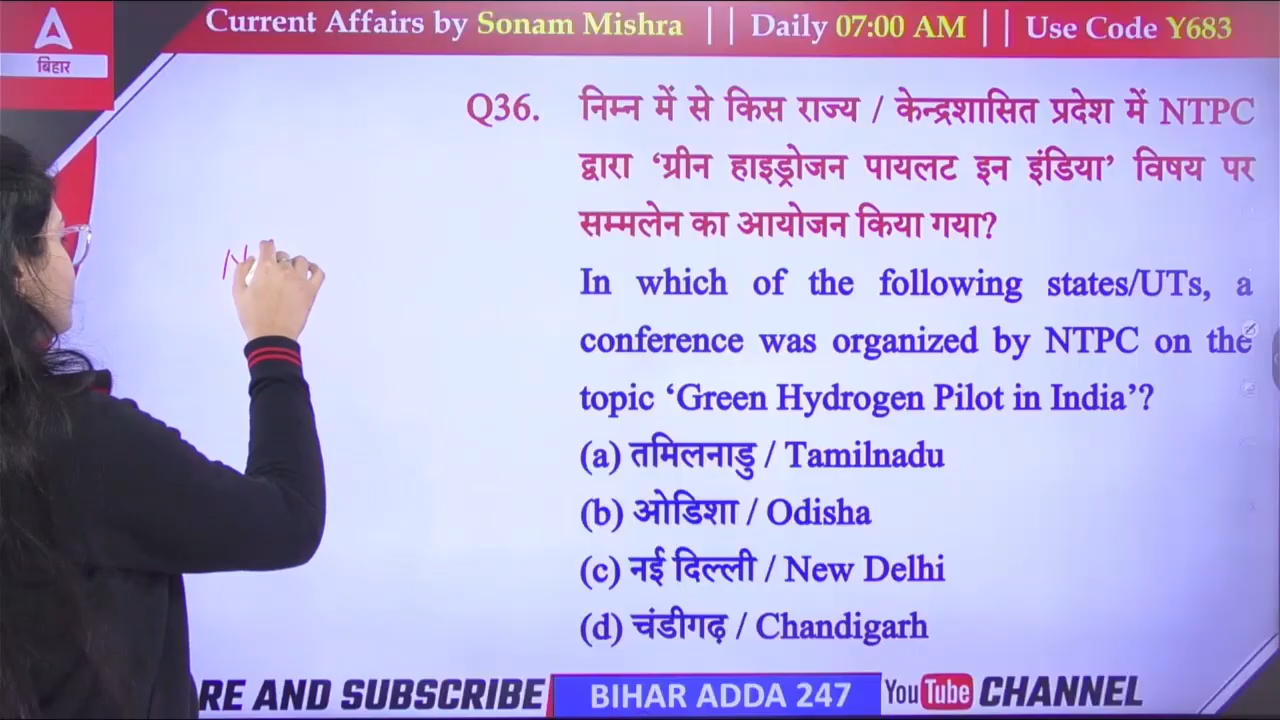 Current Affairs by Sonam Mishra || Daily 07:00 AM || Use Code Y683
बिहार
Q36. निम्न में से किस राज्य / केन्द्रशासित प्रदेश में NTPC
द्वारा ‘ग्रीन हाइड्रोजन पायलट इन इंडिया’ विषय पर
सम्मलेन का आयोजन किया गया?
In which of the following states/UTs, a
conference was organized by NTPC on the
topic ‘Green Hydrogen Pilot in India’?
(a) तमिलनाडु / Tamilnadu
(b) ओडिशा / Odisha
(c) नई दिल्ली / New Delhi
(d) चंडीगढ़ / Chandigarh
N
RE AND SUBSCRIBE BIHAR ADDA 247 YouTube CHANNEL